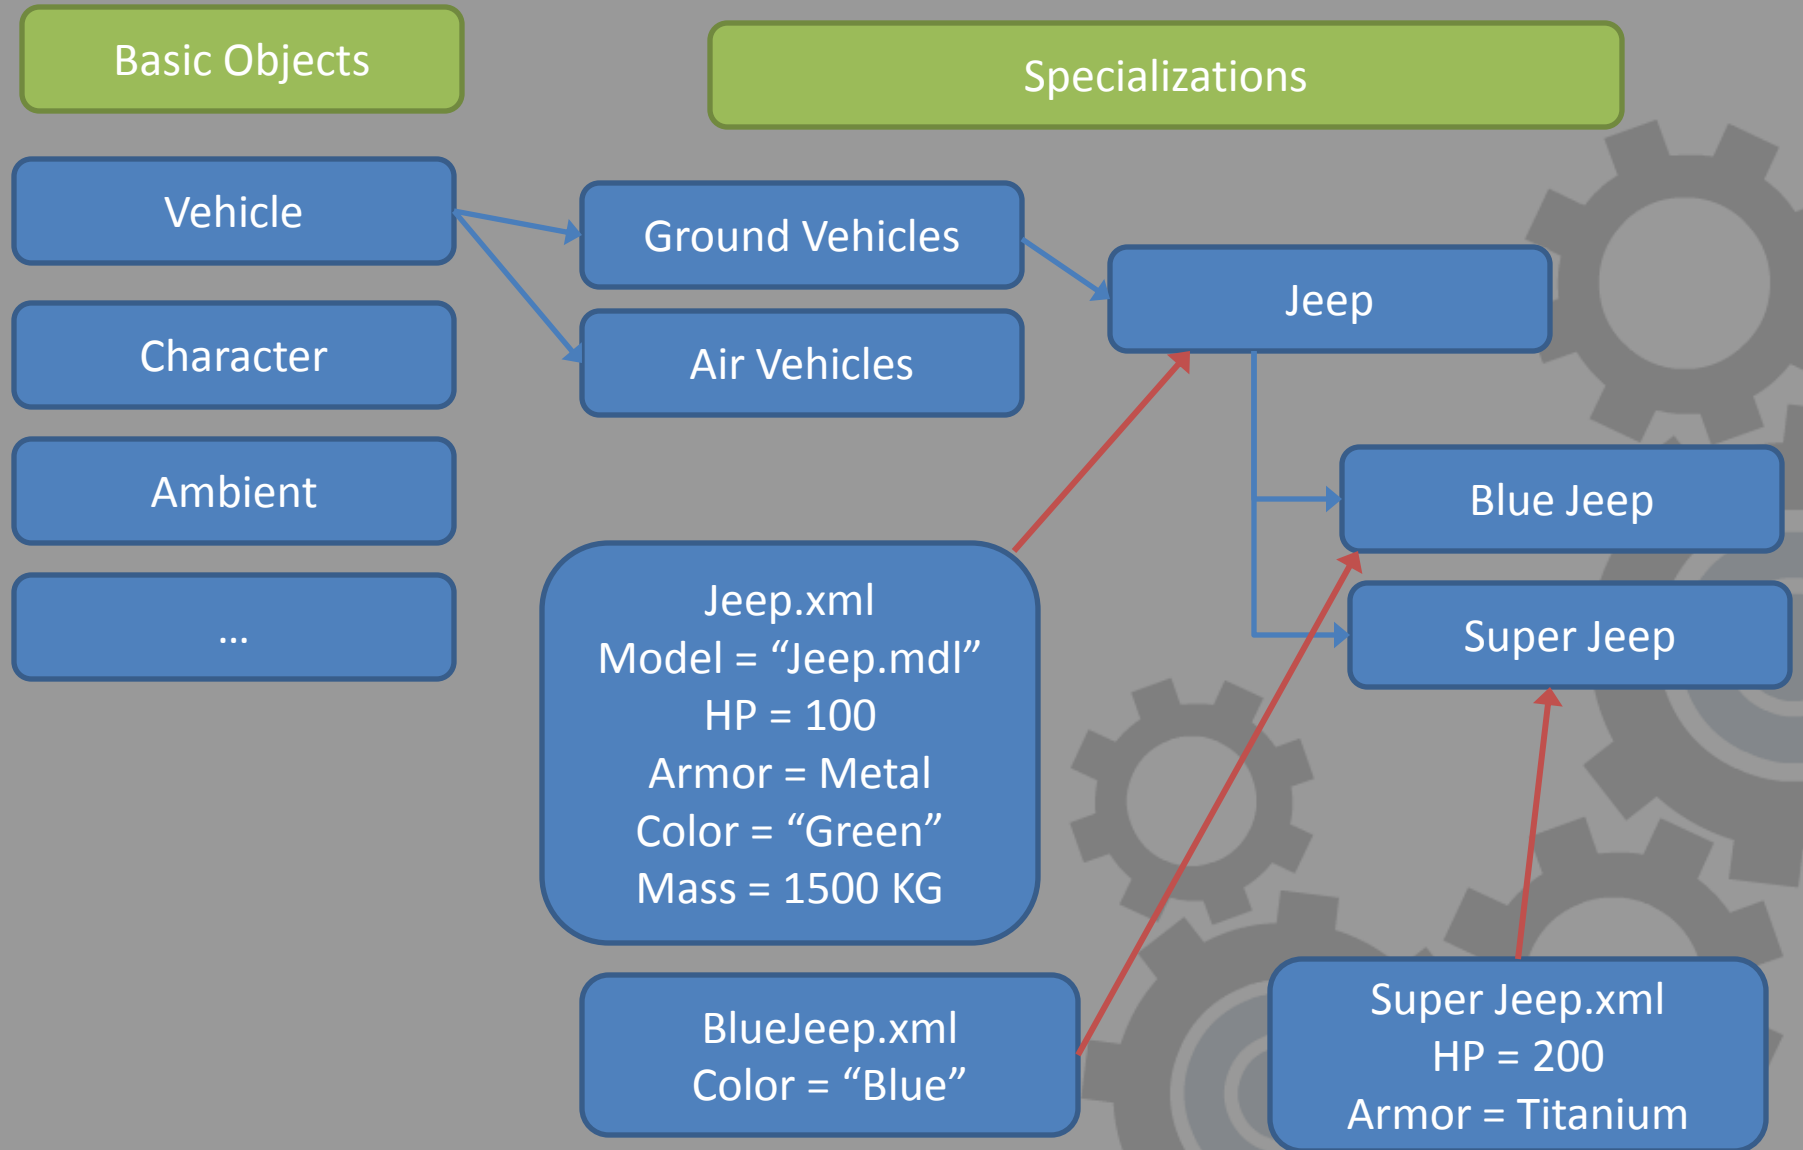 Basic Objects
Specializations
Vehicle
Ground Vehicles
Jeep
Character
Air Vehicles
Ambient
Blue Jeep
...
Super Jeep
Jeep.xml
Model = “Jeep.mdl”
HP = 100
Armor = Metal
Color = “Green”
Mass = 1500 KG
BlueJeep.xml
Color = “Blue”
Super Jeep.xml
HP = 200
Armor = Titanium